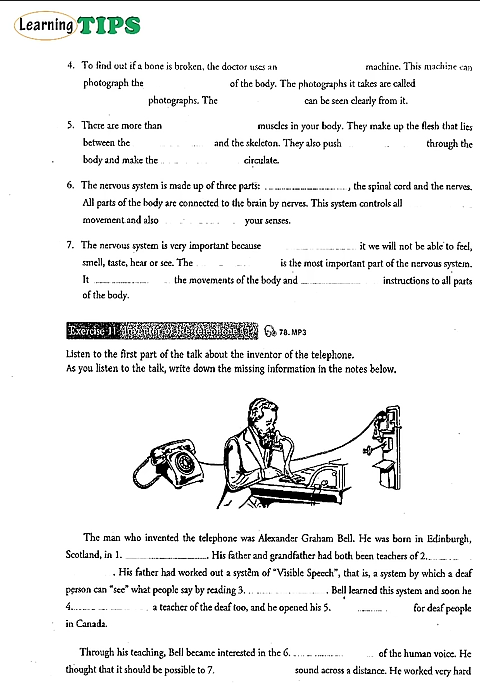 Learning TIPS
4. To find out if a bone is broken, the doctor uses an machine. This machine can
photograph the of the body. The photographs it takes are called
photographs. The can be seen clearly from it.
5. There are more than muscles in your body. They make up the flesh that lies
between the and the skeleton. They also push through the
body and make the circulate.
6. The nervous system is made up of three parts: , the spinal cord and the nerves.
All parts of the body are connected to the brain by nerves. This system controls all
movement and also your senses.
7. The nervous system is very important because it we will not be able to feel,
smell, taste, hear or see. The is the most important part of the nervous system.
It the movements of the body and instructions to all parts
of the body.
Exercise 11 Inventor of the telephone 78.MP3
Listen to the first part of the talk about the inventor of the telephone.
As you listen to the talk, write down the missing information in the notes below.
The man who invented the telephone was Alexander Graham Bell. He was born in Edinburgh,
Scotland, in 1. . His father and grandfather had both been teachers of 2.
. His father had worked out a system of "Visible Speech", that is, a system by which a deaf
person can "see" what people say by reading 3. . Bell learned this system and soon he
4. a teacher of the deaf too, and he opened his 5. for deaf people
in Canada.
Through his teaching, Bell became interested in the 6. of the human voice. He
thought that it should be possible to 7. sound across a distance. He worked very hard